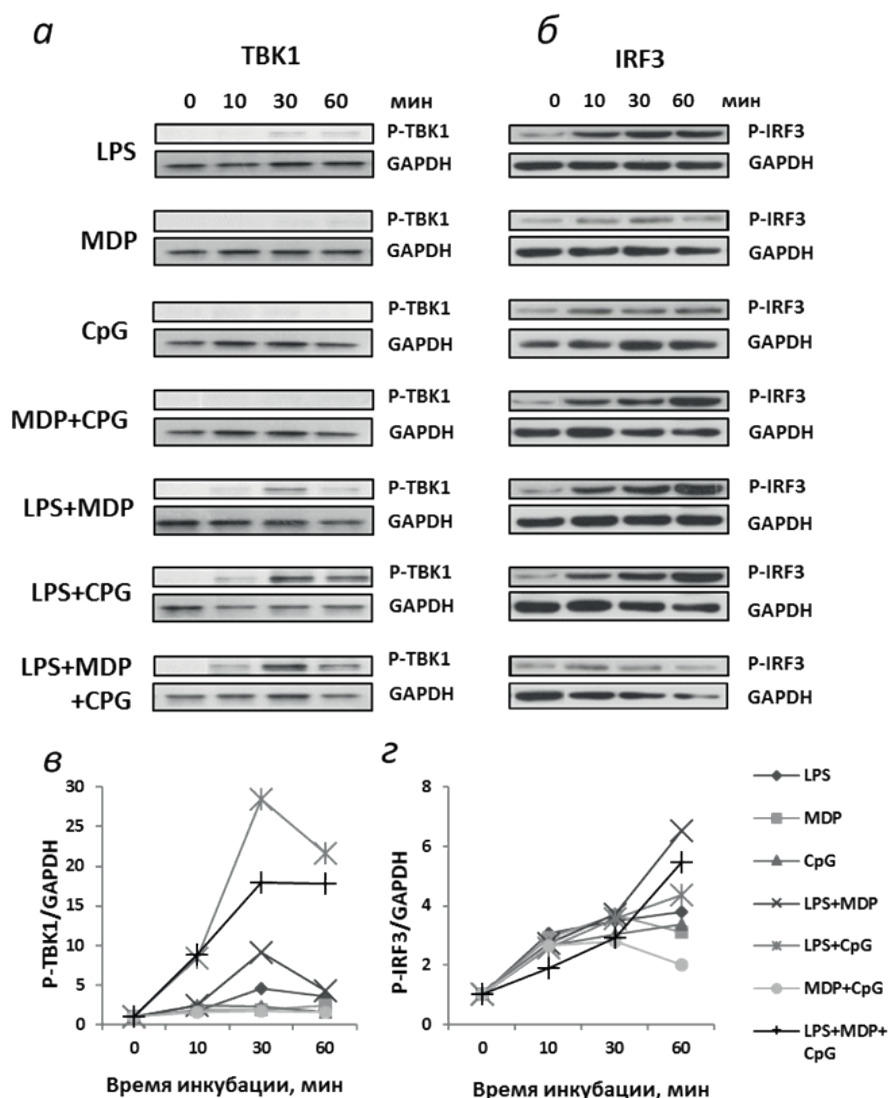 а
б
TBK1
IRF3
0 10 30 60 мин
0 10 30 60 мин
LPS
P-TBK1
GAPDH
P-IRF3
GAPDH
MDP
P-TBK1
GAPDH
P-IRF3
GAPDH
CpG
P-TBK1
GAPDH
P-IRF3
GAPDH
MDP+CPG
P-TBK1
GAPDH
P-IRF3
GAPDH
LPS+MDP
P-TBK1
GAPDH
P-IRF3
GAPDH
LPS+CPG
P-TBK1
GAPDH
P-IRF3
GAPDH
LPS+MDP
+CPG
P-TBK1
GAPDH
P-IRF3
GAPDH
в
P-TBK1/GAPDH
30
25
20
15
10
5
0
0 10 30 60
Время инкубации, мин
г
P-IRF3/GAPDH
8
6
4
2
0
0 10 30 60
Время инкубации, мин
LPS
MDP
CpG
LPS+MDP
LPS+CpG
MDP+CpG
LPS+MDP+
CpG